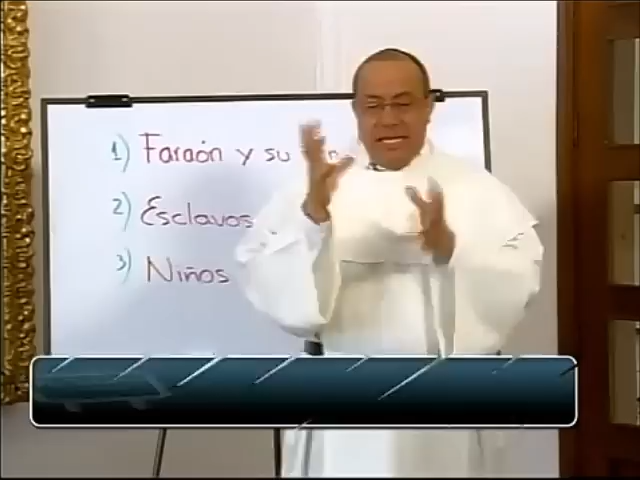 1) Faraón y su
2) Esclavos
3) Niños